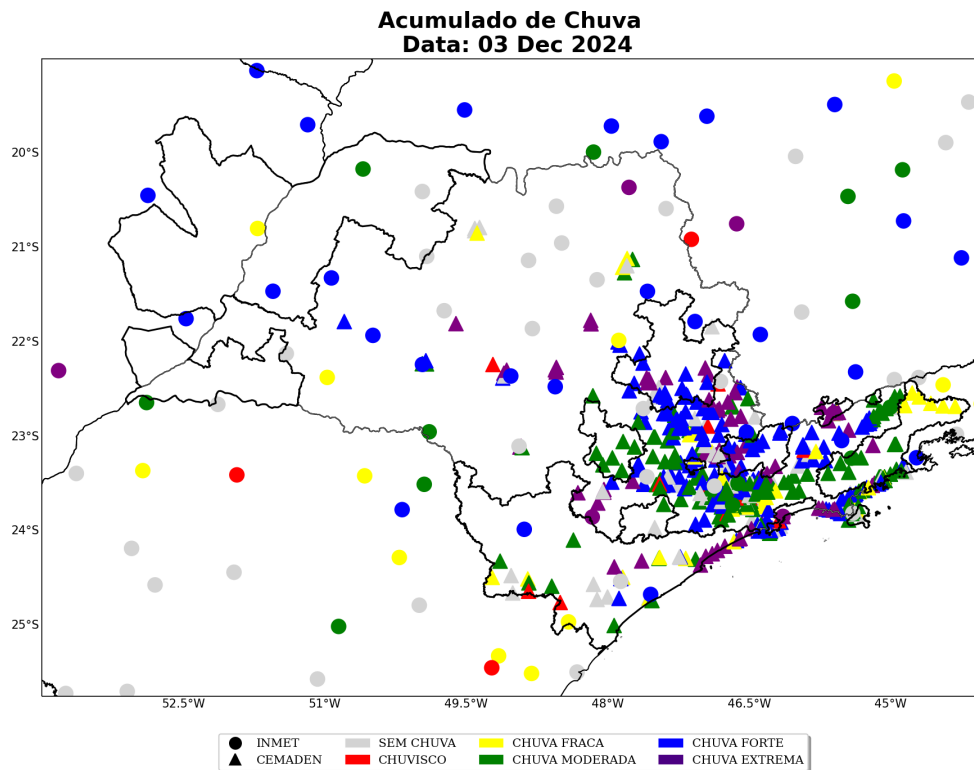 Acumulado de Chuva
Data: 03 Dec 2024
20°S
21°S
22°S
23°S
24°S
25°S
52.5°W 51°W 49.5°W 48°W 46.5°W 45°W
INMET SEM CHUVA CHUVA FRACA CHUVA FORTE
CEMADEN CHUVISCO CHUVA MODERADA CHUVA EXTREMA